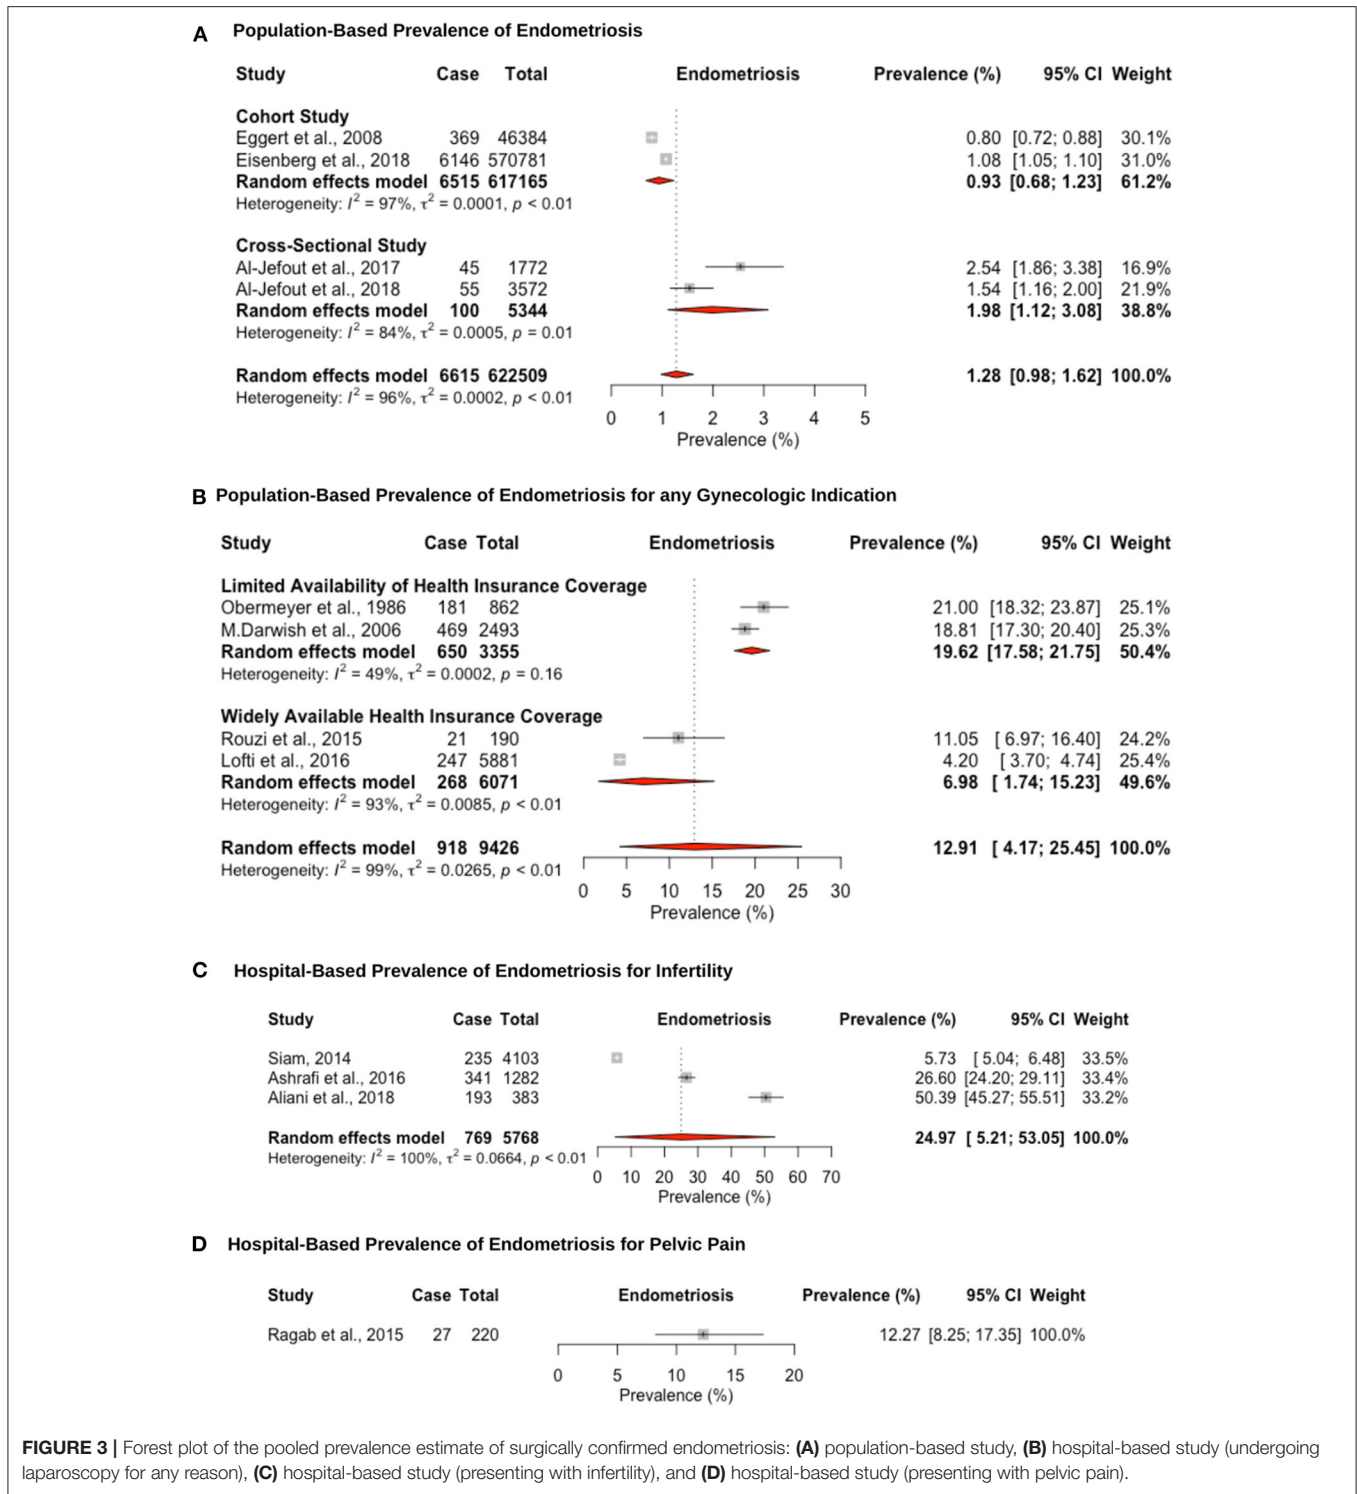 A Population-Based Prevalence of Endometriosis
Study Case Total Endometriosis Prevalence (%) 95% CI Weight
Cohort Study
Eggert et al., 2008 369 46384 0.80 [0.72; 0.88] 30.1%
Eisenberg et al., 2018 6146 570781 1.08 [1.05; 1.10] 31.0%
Random effects model 6515 617165 0.93 [0.68; 1.23] 61.2%
Heterogeneity: I² = 97%, τ² = 0.0001, p < 0.01
Cross-Sectional Study
Al-Jefout et al., 2017 45 1772 2.54 [1.86; 3.38] 16.9%
Al-Jefout et al., 2018 55 3572 1.54 [1.16; 2.00] 21.9%
Random effects model 100 5344 1.98 [1.12; 3.08] 38.8%
Heterogeneity: I² = 84%, τ² = 0.0005, p = 0.01
Random effects model 6615 622509 1.28 [0.98; 1.62] 100.0%
Heterogeneity: I² = 96%, τ² = 0.0002, p < 0.01
0 1 2 3 4 5
Prevalence (%)
B Population-Based Prevalence of Endometriosis for any Gynecologic Indication
Study Case Total Endometriosis Prevalence (%) 95% CI Weight
Limited Availability of Health Insurance Coverage
Obermeyer et al., 1986 181 862 21.00 [18.32; 23.87] 25.1%
M.Darwish et al., 2006 469 2493 18.81 [17.30; 20.40] 25.3%
Random effects model 650 3355 19.62 [17.58; 21.75] 50.4%
Heterogeneity: I² = 49%, τ² = 0.0002, p = 0.16
Widely Available Health Insurance Coverage
Rouzi et al., 2015 21 190 11.05 [ 6.97; 16.40] 24.2%
Lofti et al., 2016 247 5881 4.20 [ 3.70; 4.74] 25.4%
Random effects model 268 6071 6.98 [ 1.74; 15.23] 49.6%
Heterogeneity: I² = 93%, τ² = 0.0085, p < 0.01
Random effects model 918 9426 12.91 [ 4.17; 25.45] 100.0%
Heterogeneity: I² = 99%, τ² = 0.0265, p < 0.01
0 5 10 15 20 25 30
Prevalence (%)
C Hospital-Based Prevalence of Endometriosis for Infertility
Study Case Total Endometriosis Prevalence (%) 95% CI Weight
Siam, 2014 235 4103 5.73 [ 5.04; 6.48] 33.5%
Ashrafi et al., 2016 341 1282 26.60 [24.20; 29.11] 33.4%
Aliani et al., 2018 193 383 50.39 [45.27; 55.51] 33.2%
Random effects model 769 5768 24.97 [ 5.21; 53.05] 100.0%
Heterogeneity: I² = 100%, τ² = 0.0664, p < 0.01
0 10 20 30 40 50 60 70
Prevalence (%)
D Hospital-Based Prevalence of Endometriosis for Pelvic Pain
Study Case Total Endometriosis Prevalence (%) 95% CI Weight
Ragab et al., 2015 27 220 12.27 [8.25; 17.35] 100.0%
0 5 10 15 20
Prevalence (%)
FIGURE 3 | Forest plot of the pooled prevalence estimate of surgically confirmed endometriosis: (A) population-based study, (B) hospital-based study (undergoing
laparoscopy for any reason), (C) hospital-based study (presenting with infertility), and (D) hospital-based study (presenting with pelvic pain).